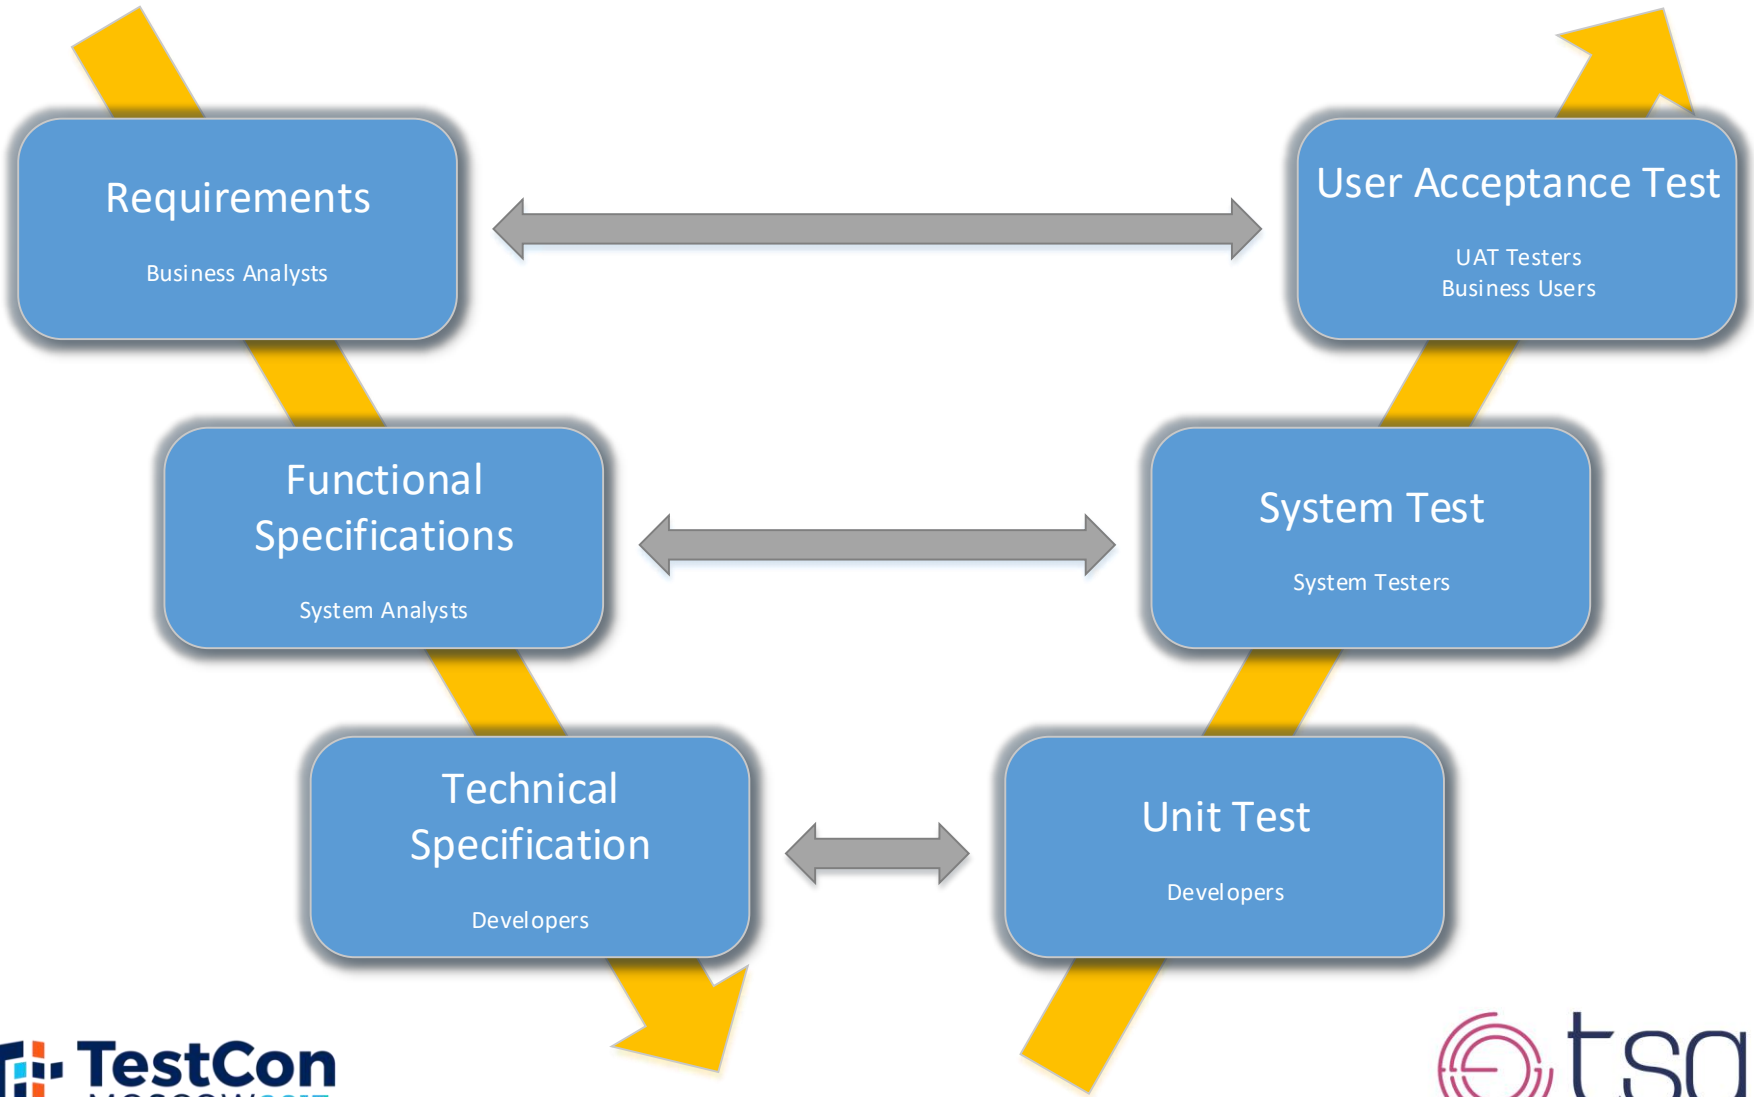 Requirements
Business Analysts
User Acceptance Test
UAT Testers
Business Users
Functional
Specifications
System Analysts
System Test
System Testers
Technical
Specification
Developers
Unit Test
Developers
TestCon
MOSCOW2017